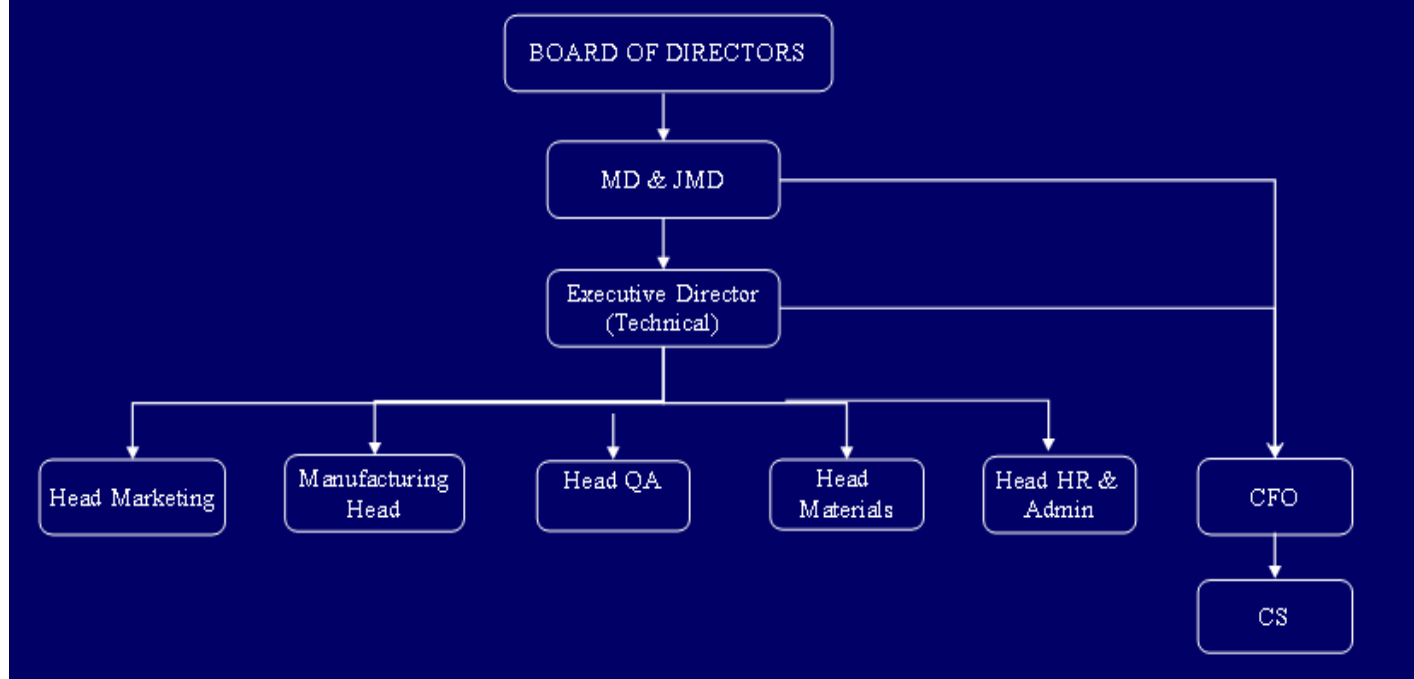 BOARD OF DIRECTORS
MD & JMD
Executive Director
(Technical)
Head Marketing
Manufacturing
Head
Head QA
Head
Materials
Head HR &
Admin
CFO
CS